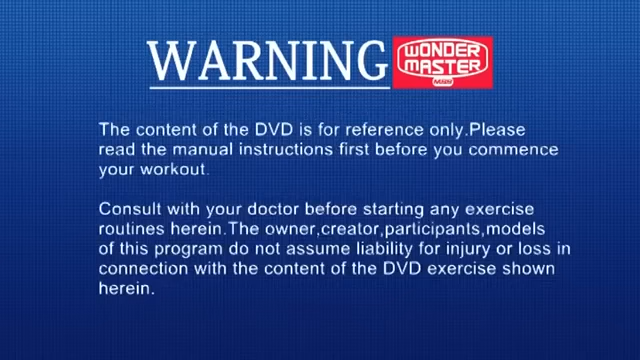 WARNING
WONDER
MASTER
The content of the DVD is for reference only.Please
read the manual instructions first before you commence
your workout.
Consult with your doctor before starting any exercise
routines herein.The owner,creator,participants,models
of this program do not assume liability for injury or loss in
connection with the content of the DVD exercise shown
herein.